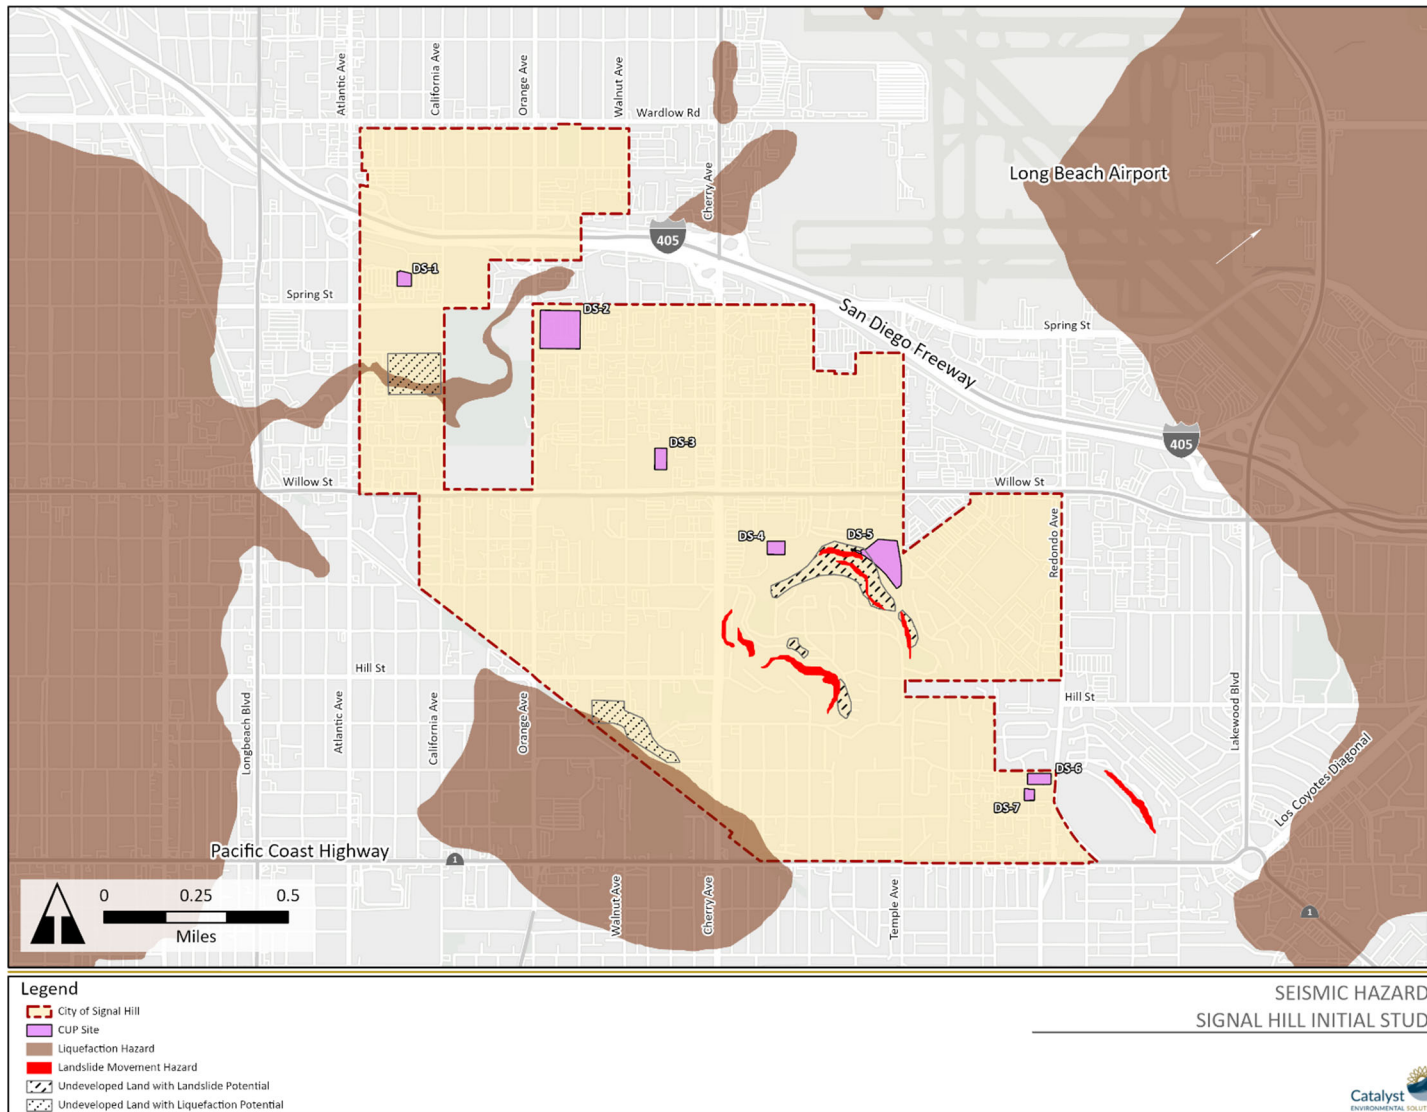 Atlantic Ave
California Ave
Orange Ave
Walnut Ave
Wardlow Rd
Cherry Ave
Long Beach Airport
405
DS-1
Spring St
DS-2
San Diego Freeway
Spring St
405
DS-3
Willow St
Willow St
DS-4
DS-5
Redondo Ave
Hill St
Hill St
Longbeach Blvd
Atlantic Ave
California Ave
Orange Ave
Lakewood Blvd
Los Coyotes Diagonal
DS-6
DS-7
Pacific Coast Highway
1
Walnut Ave
Cherry Ave
Temple Ave
1
0 0.25 0.5
Miles
Legend
City of Signal Hill
CUP Site
Liquefaction Hazard
Landslide Movement Hazard
Undeveloped Land with Landslide Potential
Undeveloped Land with Liquefaction Potential
SEISMIC HAZARD
SIGNAL HILL INITIAL STUD
Catalyst
ENVIRONMENTAL SOLUT